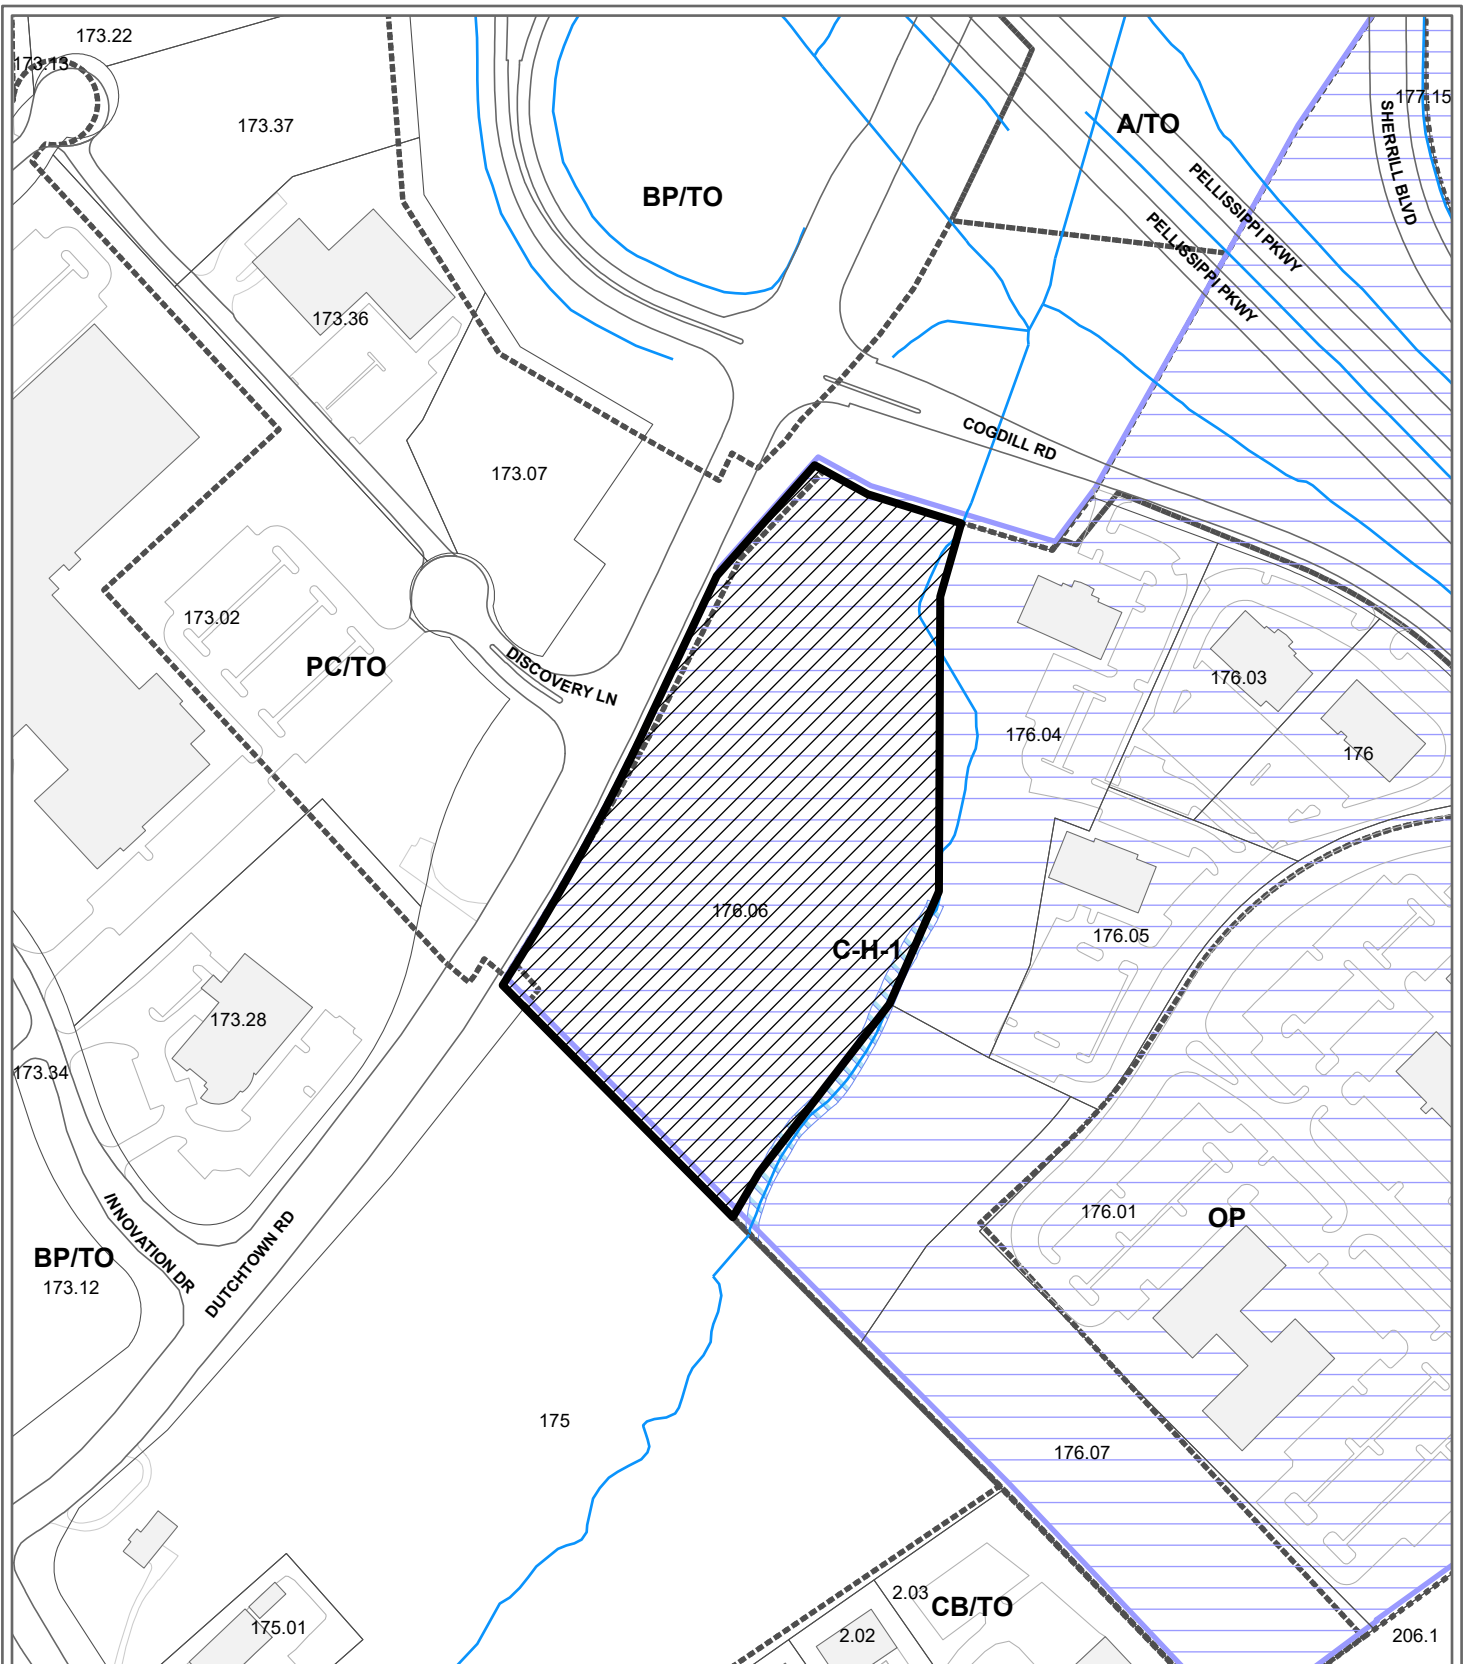 173.22
173.13
173.37
A/TO
177.15
SHERRILL BLVD
BP/TO
PELLISSIPPI PKWY
PELLISSIPPI PKWY
173.36
COGDILL RD
173.07
173.02
PC/TO
DISCOVERY LN
176.03
176.04
176
176.06
C-H-1
176.05
173.28
173.34
176.01
OP
INNOVATION DR
DUTCHTOWN RD
BP/TO
173.12
175
176.07
2.03
CB/TO
175.01
2.02
206.1